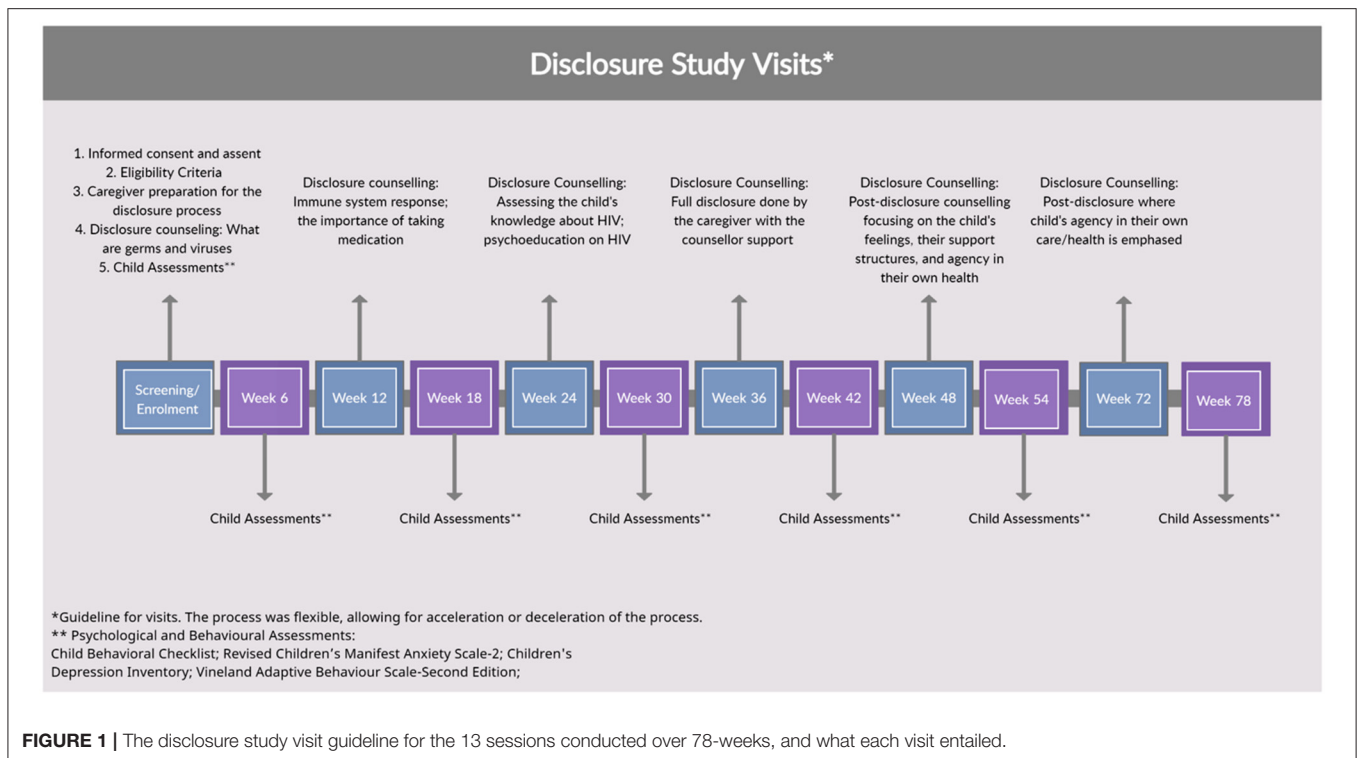 Disclosure Study Visits*
1. Informed consent and assent
2. Eligibility Criteria
3. Caregiver preparation for the
disclosure process
4. Disclosure counseling: What
are germs and viruses
5. Child Assessments**
Disclosure counselling:
Immune system response;
the importance of taking
medication
Disclosure Counselling:
Assessing the child's
knowledge about HIV;
psychoeducation on HIV
Disclosure Counselling:
Full disclosure done by
the caregiver with the
counsellor support
Disclosure Counselling:
Post-disclosure counselling
focusing on the child's
feelings, their support
structures, and agency in
their own health
Disclosure Counselling:
Post-disclosure where
child's agency in their own
care/health is emphased
Screening/
Enrolment
Week 6
Week 12
Week 18
Week 24
Week 30
Week 36
Week 42
Week 48
Week 54
Week 72
Week 78
Child Assessments**
Child Assessments**
Child Assessments**
Child Assessments**
Child Assessments**
Child Assessments**
*Guideline for visits. The process was flexible, allowing for acceleration or deceleration of the process.
** Psychological and Behavioural Assessments:
Child Behavioral Checklist; Revised Children's Manifest Anxiety Scale-2; Children's
Depression Inventory; Vineland Adaptive Behaviour Scale-Second Edition;
FIGURE 1 | The disclosure study visit guideline for the 13 sessions conducted over 78-weeks, and what each visit entailed.